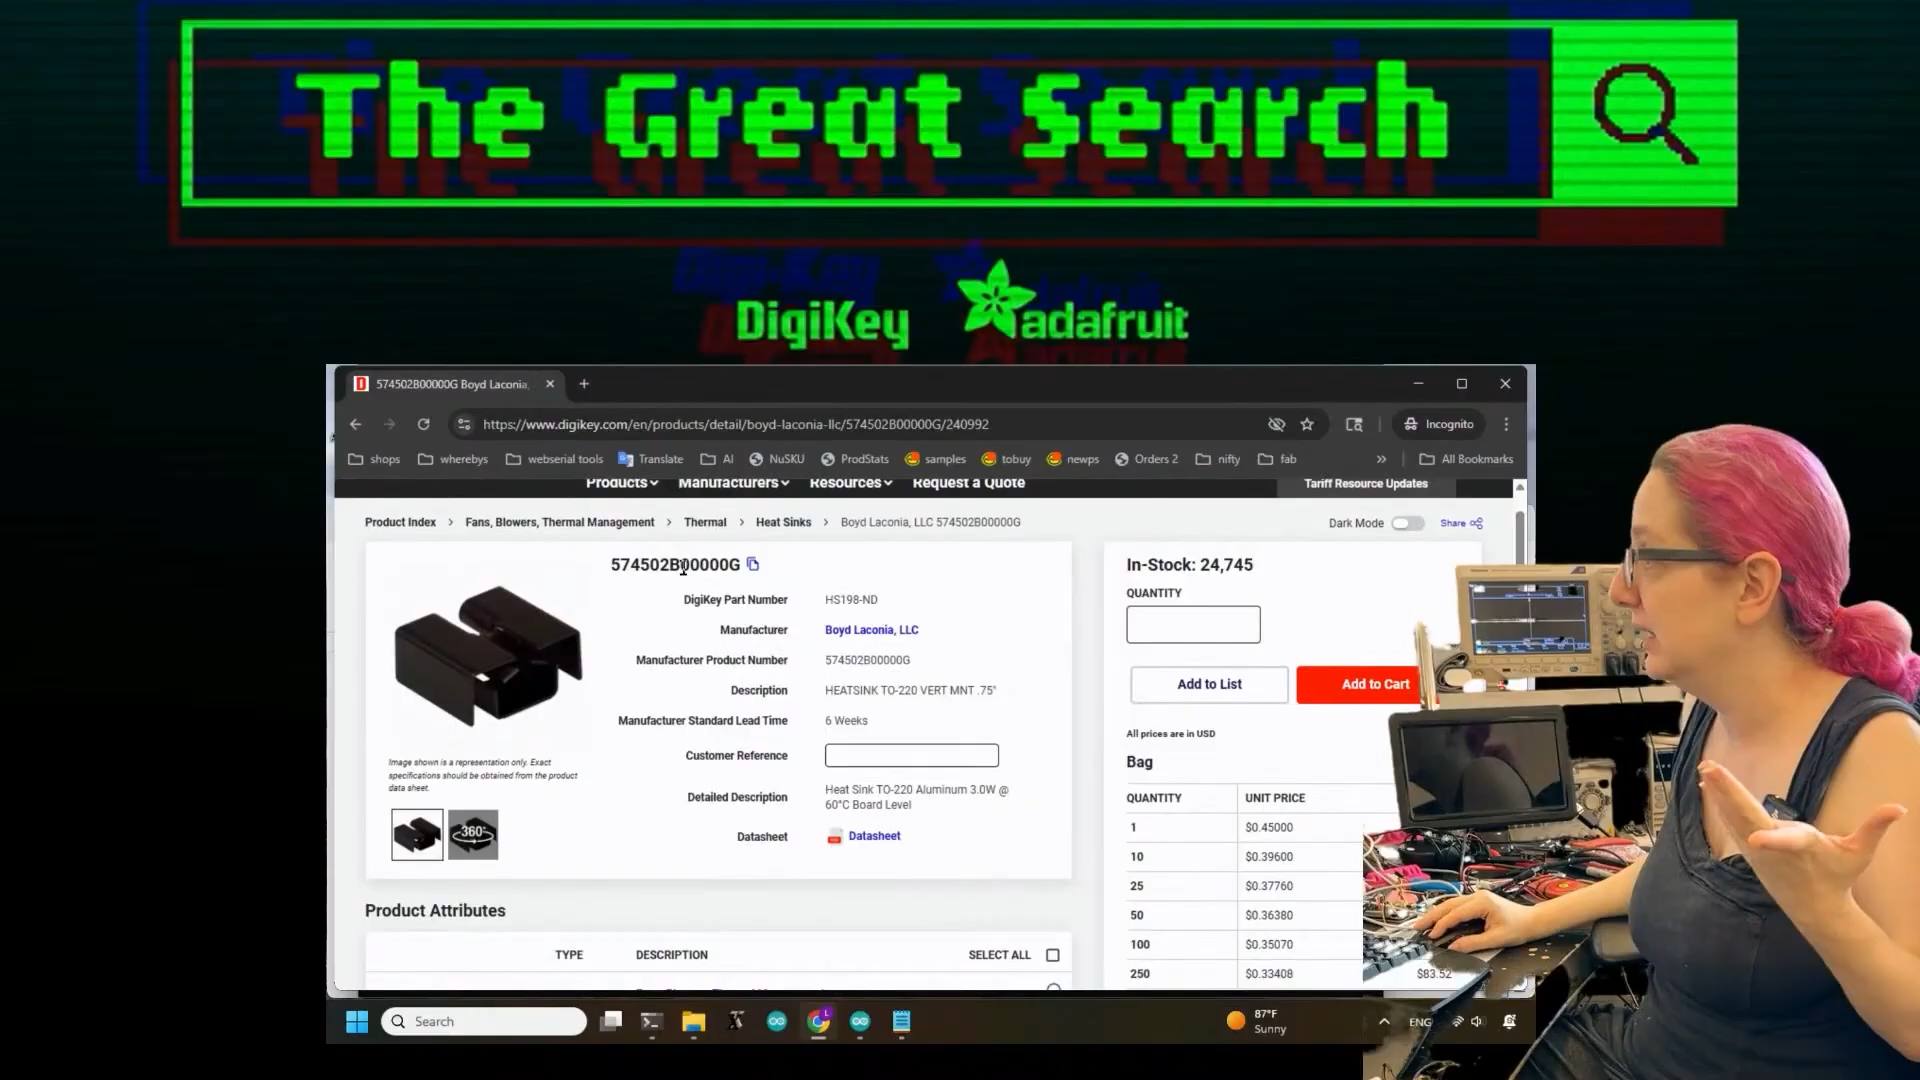 The Great Search
DigiKey
adafruit
574502B00000G Boyd Laconia,
https://www.digikey.com/en/products/detail/boyd-laconia-llc/574502B00000G/240992
Incognito
shops
wherebys
webserial tools
Translate
AI
NuSKU
ProdStats
samples
tobuy
newps
Orders 2
nifty
fab
»
All Bookmarks
Products
Manufacturers
Resources
Request a Quote
Tariff Resource Updates
Product Index > Fans, Blowers, Thermal Management > Thermal > Heat Sinks > Boyd Laconia, LLC 574502B00000G
Dark Mode
Share
574502B00000G
DigiKey Part Number HS198-ND
Manufacturer Boyd Laconia, LLC
Manufacturer Product Number 574502B00000G
Description HEATSINK TO-220 VERT MNT .75"
Manufacturer Standard Lead Time 6 Weeks
Customer Reference
Detailed Description Heat Sink TO-220 Aluminum 3.0W @
60°C Board Level
Datasheet Datasheet
Image shown is a representation only. Exact
specifications should be obtained from the product
data sheet.
360°
Product Attributes
TYPE DESCRIPTION SELECT ALL
In-Stock: 24,745
QUANTITY
Add to List
Add to Cart
All prices are in USD
Bag
QUANTITY UNIT PRICE
1 $0.45000
10 $0.39600
25 $0.37760
50 $0.36380
100 $0.35070
250 $0.33408 $83.52
Search
87°F
Sunny
ENG